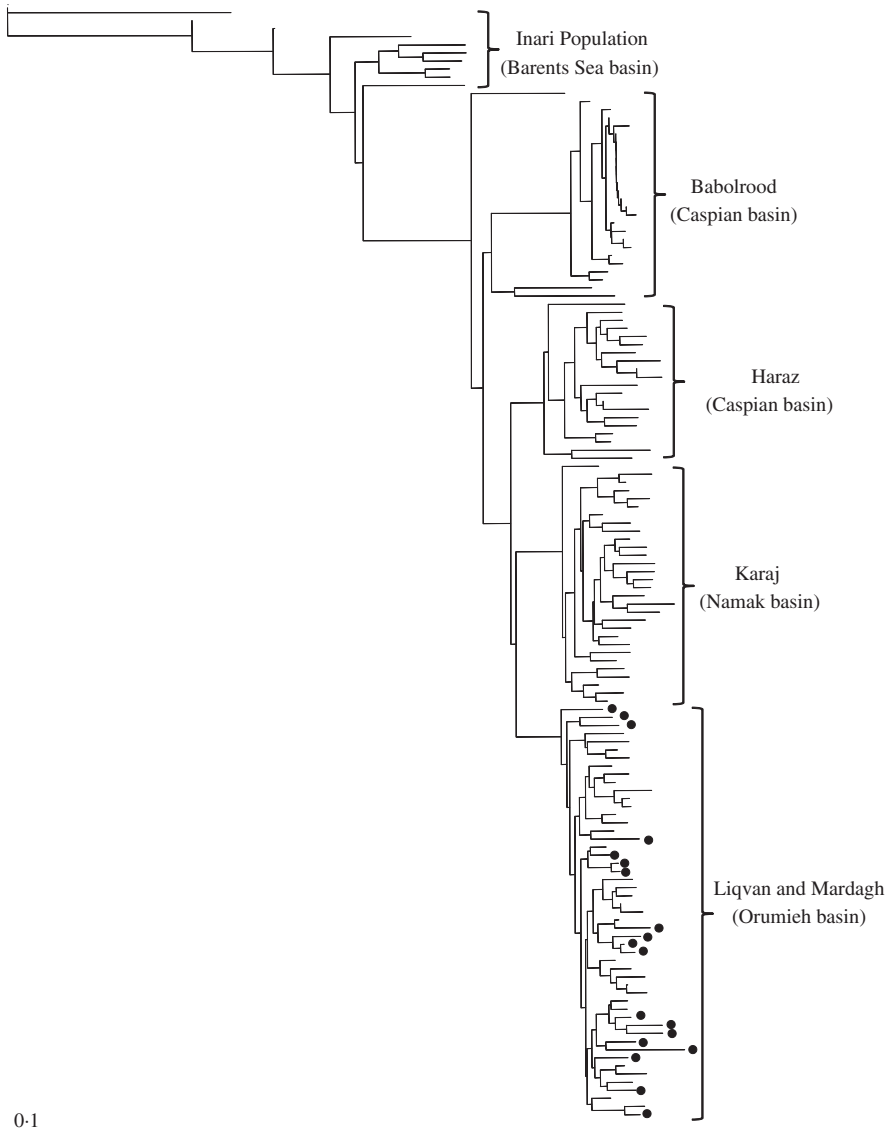 Inari Population
(Barents Sea basin)
Babolrood
(Caspian basin)
Haraz
(Caspian basin)
Karaj
(Namak basin)
Liqvan and Mardagh
(Orumieh basin)
0·1